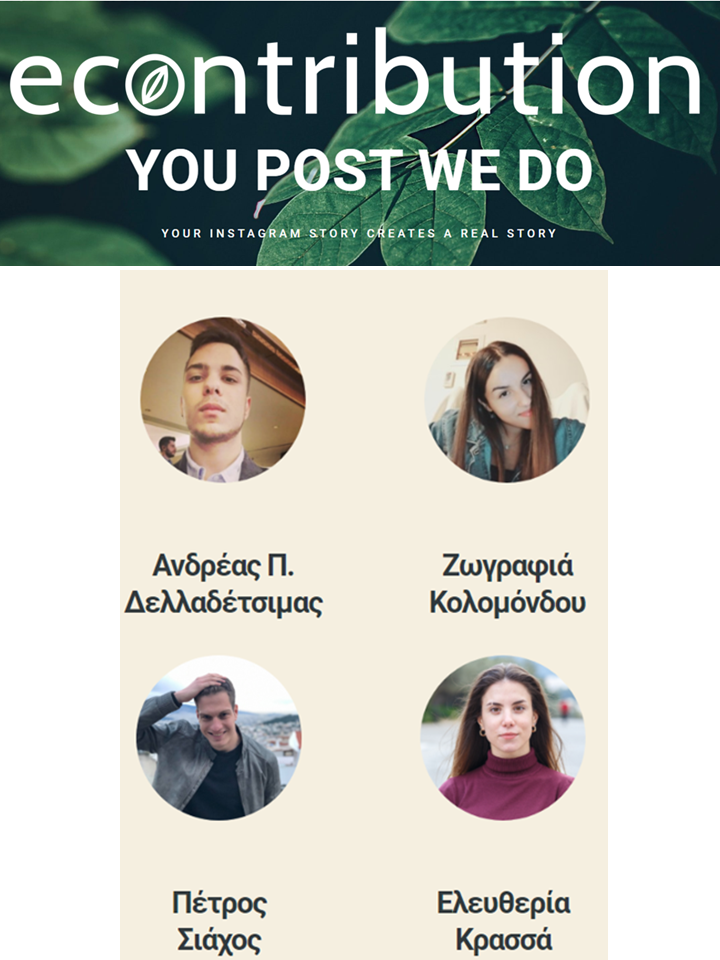 econtribution
YOU POST WE DO
YOUR INSTAGRAM STORY CREATES A REAL STORY
Ανδρέας Π.
Δελλαδέτσιμας
Ζωγραφιά
Κολομόνδου
Πέτρος
Σιάχος
Ελευθερία
Κρασσά